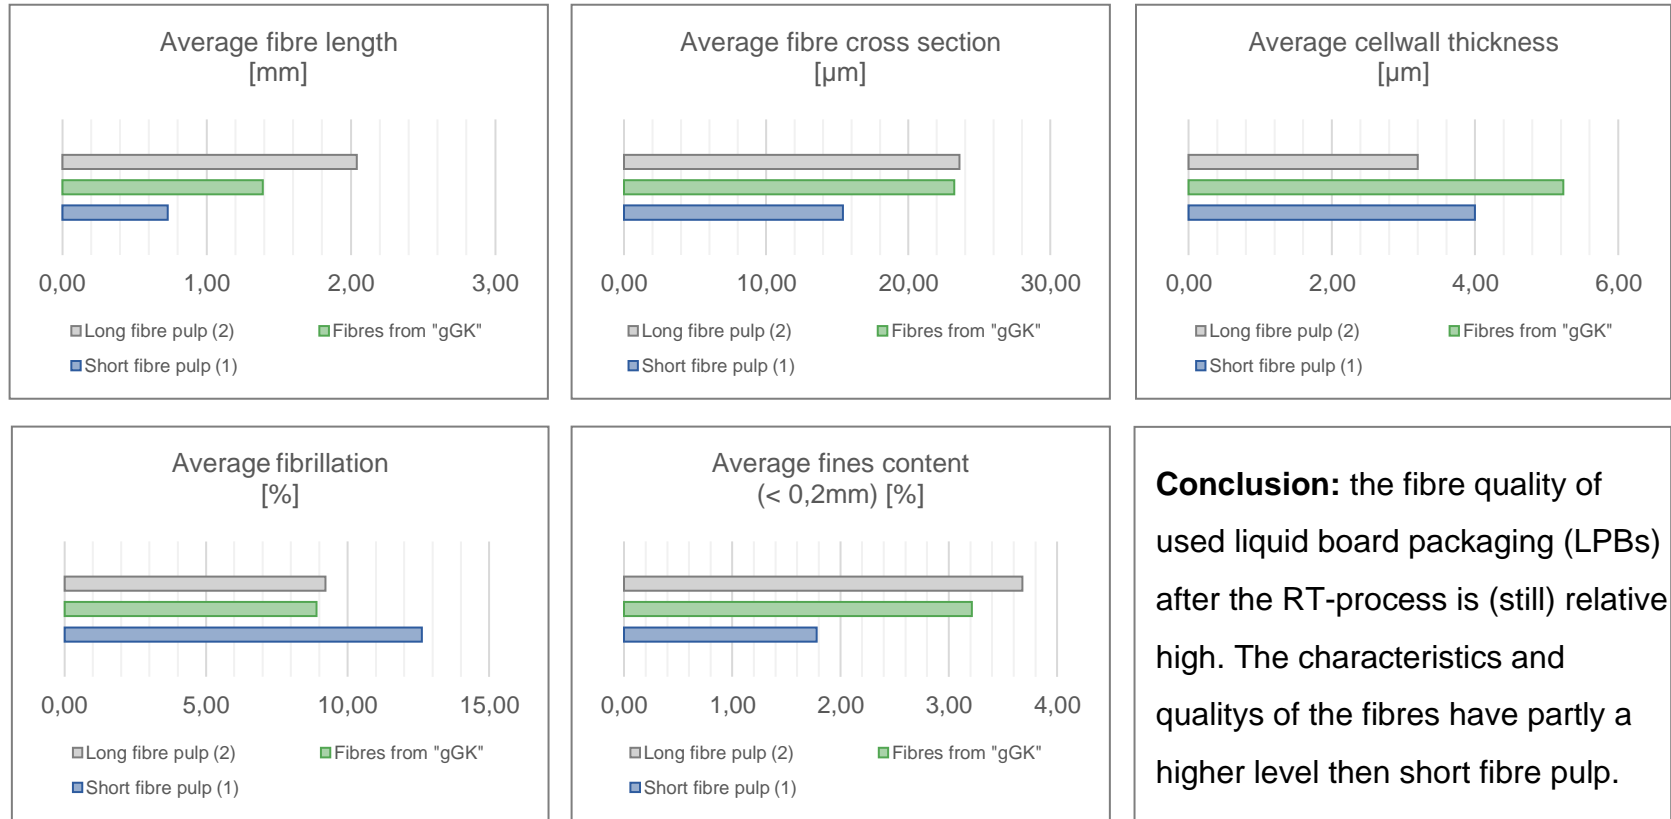 Average fibre length
[mm]
0,00 1,00 2,00 3,00
Long fibre pulp (2) Fibres from "gGK"
Short fibre pulp (1)
Average fibre cross section
[µm]
0,00 10,00 20,00 30,00
Long fibre pulp (2) Fibres from "gGK"
Short fibre pulp (1)
Average cellwall thickness
[µm]
0,00 2,00 4,00 6,00
Long fibre pulp (2) Fibres from "gGK"
Short fibre pulp (1)
Average fibrillation
[%]
0,00 5,00 10,00 15,00
Long fibre pulp (2) Fibres from "gGK"
Short fibre pulp (1)
Average fines content
(< 0,2mm) [%]
0,00 1,00 2,00 3,00 4,00
Long fibre pulp (2) Fibres from "gGK"
Short fibre pulp (1)
Conclusion: the fibre quality of
used liquid board packaging (LPBs)
after the RT-process is (still) relative
high. The characteristics and
qualitys of the fibres have partly a
higher level then short fibre pulp.